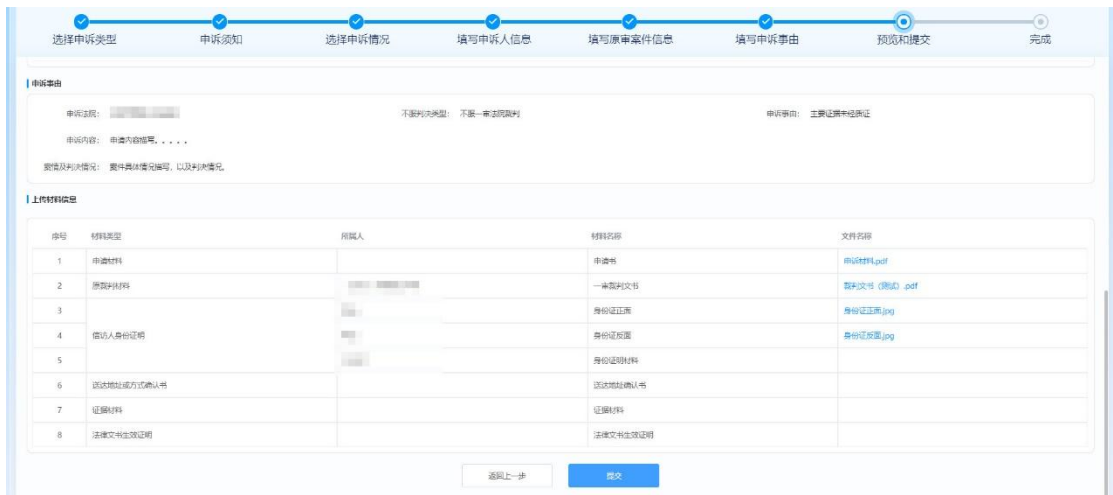 选择申诉类型 申诉须知 选择申诉情况 填写申诉人信息 填写原审案件信息 填写申诉事由 预览和提交 完成
申诉事由
申诉法院： 不服判决类型： 不服一审法院裁判 申诉事由： 主要证据未经质证
申诉内容： 申请内容描写。。。。。
案情及判决情况： 案件具体情况描写，以及判决情况。
上传材料信息
序号 材料类型 所属人 材料名称 文件名称
1 申请材料 申请书 申诉材料.pdf
2 原裁判材料 一审裁判文书 裁判文书（测试）.pdf
3 身份证正面 身份证正面.jpg
4 信访人身份证明 身份证反面 身份证反面.jpg
5 身份证明材料
6 送达地址或方式确认书 送达地址确认书
7 证据材料 证据材料
8 法律文书生效证明 法律文书生效证明
返回上一步 提交